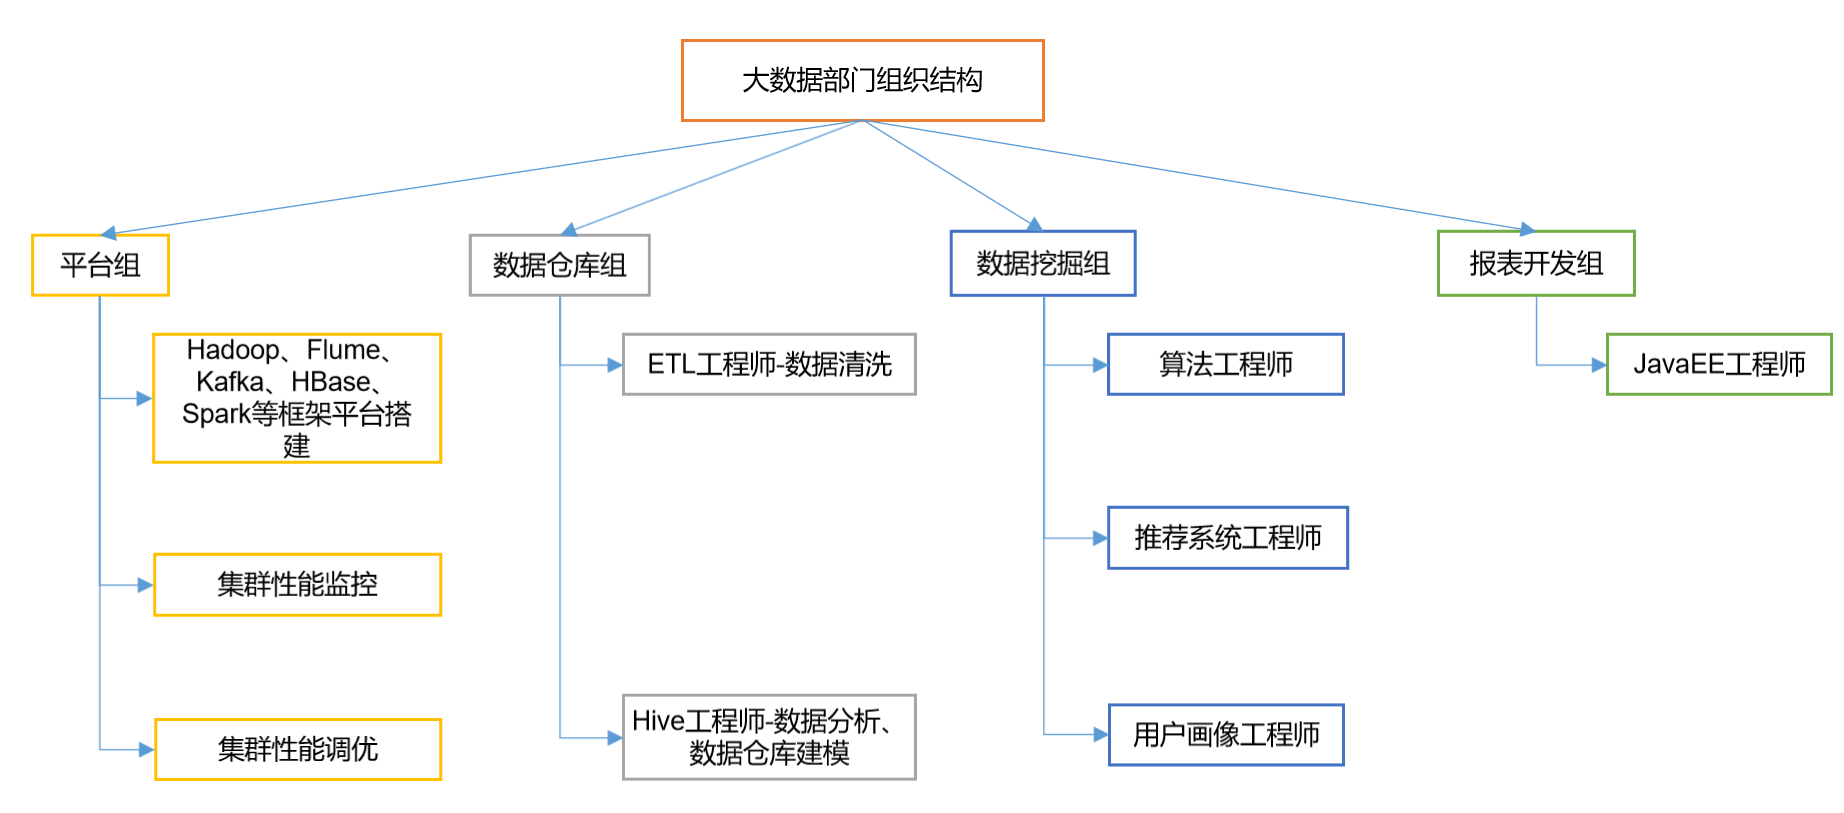 大数据部门组织结构
平台组
数据仓库组
数据挖掘组
报表开发组
Hadoop、Flume、
Kafka、HBase、
Spark等框架平台搭
建
ETL工程师-数据清洗
算法工程师
JavaEE工程师
集群性能监控
推荐系统工程师
集群性能调优
Hive工程师-数据分析、
数据仓库建模
用户画像工程师